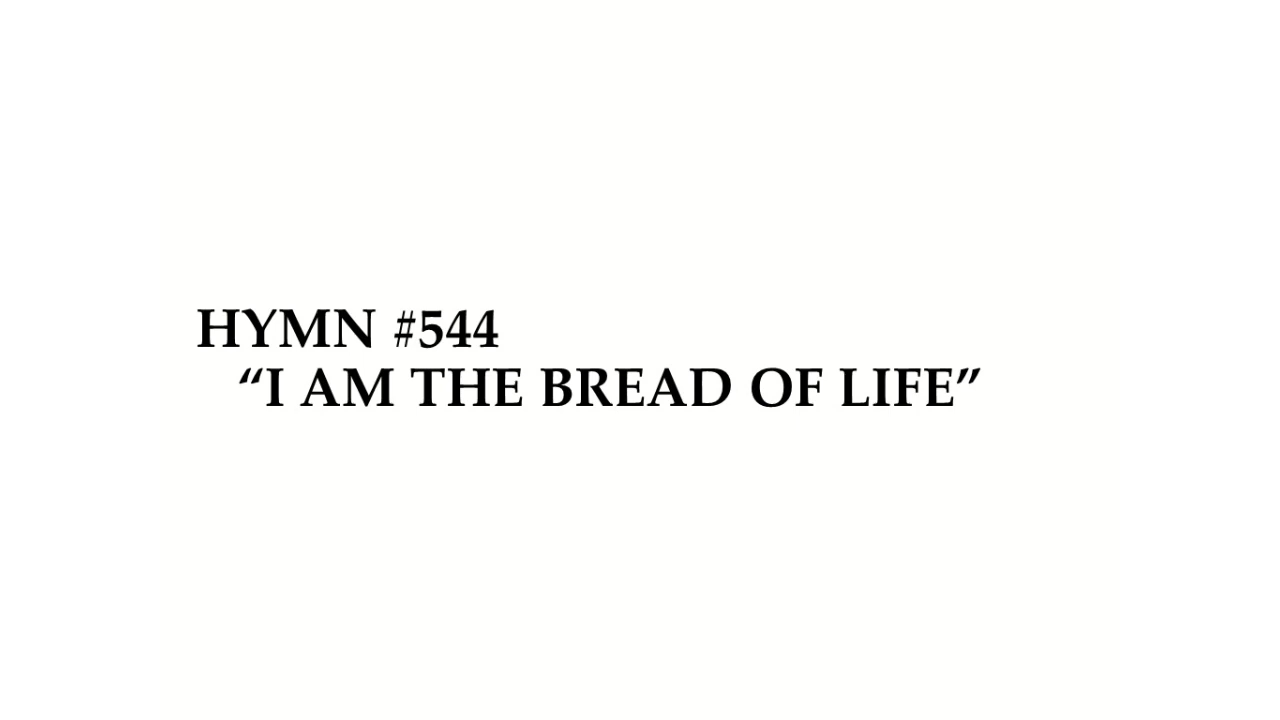 HYMN #544
“I AM THE BREAD OF LIFE”